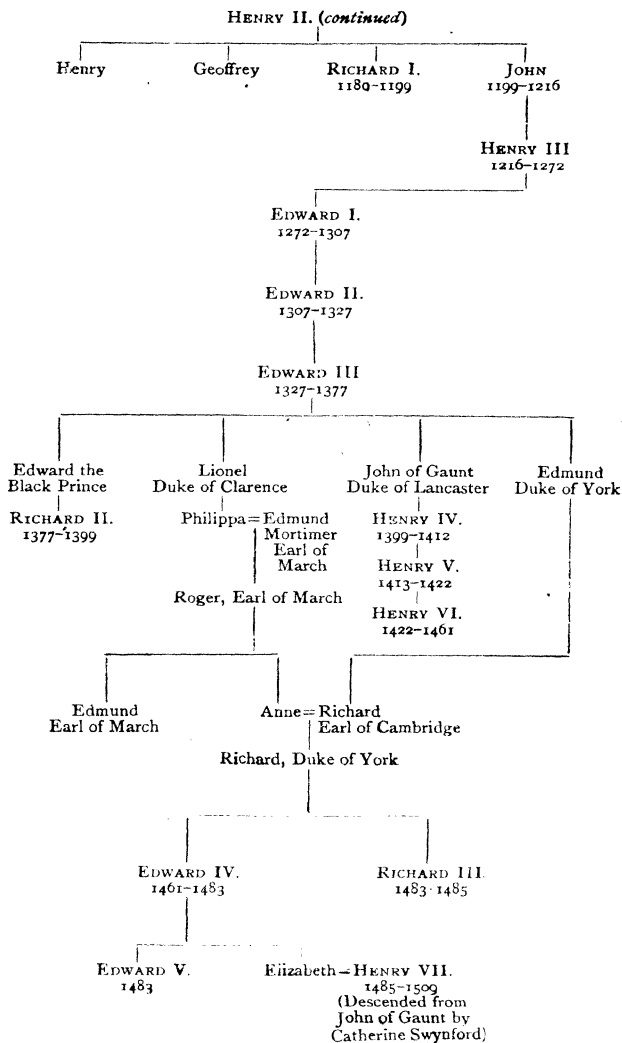 HENRY II. (continued)
Henry Geoffrey RICHARD I. JOHN
1189-1199 1199-1216
HENRY III
1216-1272
EDWARD I.
1272-1307
EDWARD II.
1307-1327
EDWARD III
1327-1377
Edward the Lionel John of Gaunt Edmund
Black Prince Duke of Clarence Duke of Lancaster Duke of York
RICHARD II. Philippa=Edmund HENRY IV.
1377-1399 Mortimer 1399-1412
Earl of
March HENRY V.
1413-1422
Roger, Earl of March HENRY VI.
1422-1461
Edmund Anne=Richard
Earl of March Earl of Cambridge
Richard, Duke of York
EDWARD IV. RICHARD III.
1461-1483 1483-1485
EDWARD V. Elizabeth=HENRY VII.
1483 1485-1509
(Descended from
John of Gaunt by
Catherine Swynford)